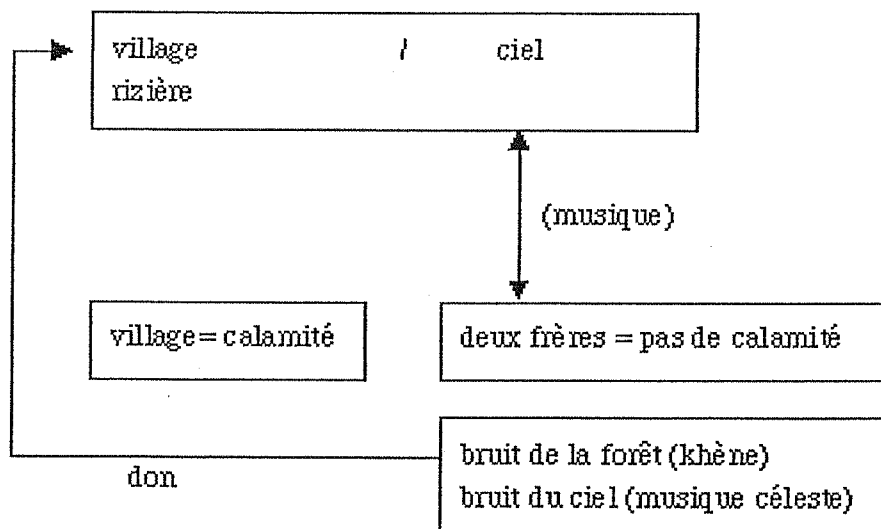 village / ciel
rizière
(musique)
village = calamité
deux frères = pas de calamité
bruit de la forêt (khène)
bruit du ciel (musique céleste)
don